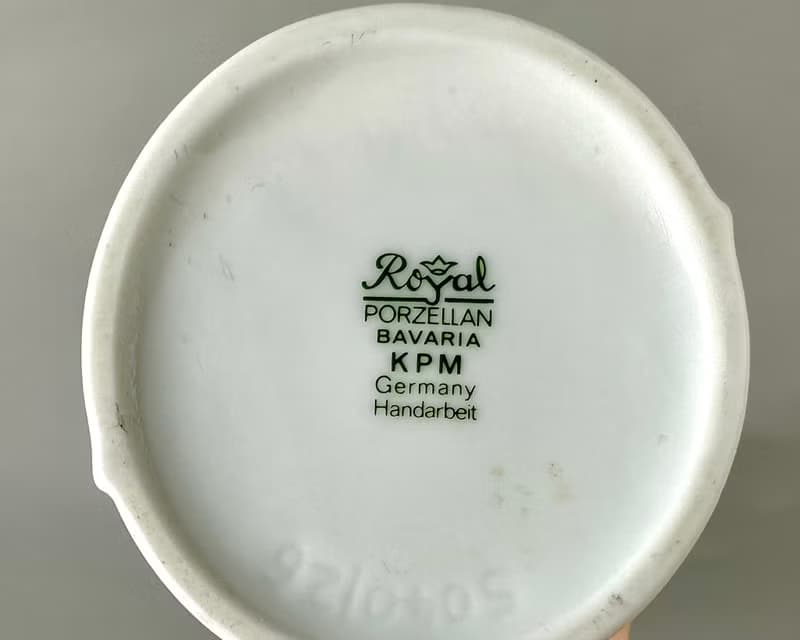 Royal
PORZELLAN
BAVARIA
KPM
Germany
Handarbeit